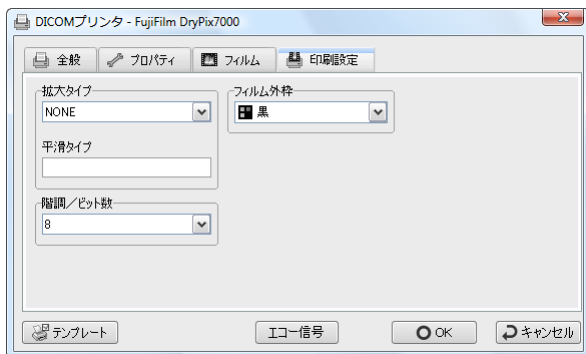 DICOMプリンタ - FujiFilm DryPix7000
全般 プロパティ フィルム 印刷設定
拡大タイプ
NONE
平滑タイプ
階調／ビット数
8
フィルム外枠
黒
テンプレート エコー信号 OK キャンセル